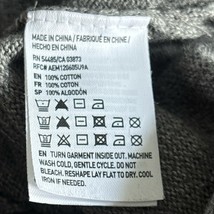 MADE IN CHINA / FABRIQUÉ EN CHINE /
HECHO EN CHINA
RN 54485/CA 03873
RFC# AEM120605U9A
EN 100% COTTON
FR 100% COTON
SP 100% ALGODÓN
EN TURN GARMENT INSIDE OUT. MACHINE
WASH COLD, GENTLE CYCLE. DO NOT
BLEACH. RESHAPE LAY FLAT TO DRY. COOL
IRON IF NEEDED.